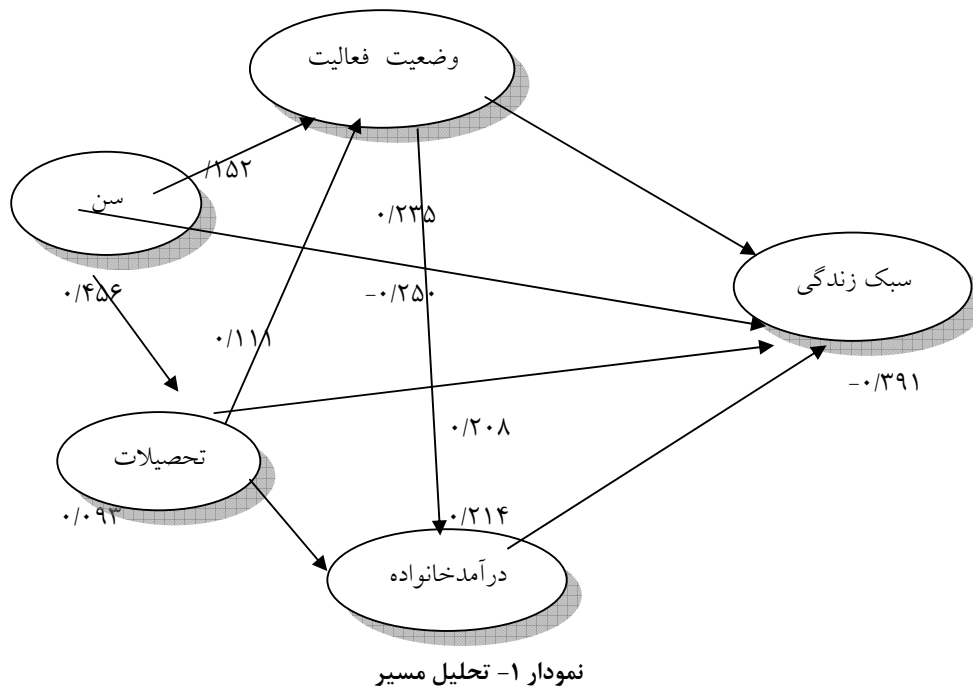 وضعیت فعالیت
/۱۵۲
سن
۰/۲۳۵
سبک زندگی
۰/۴۵۶
-۰/۲۵۰
۰/۱۱۱
-۰/۳۹۱
۰/۲۰۸
تحصیلات
۰/۰۹۳
۰/۲۱۴
درآمدخانواده
نمودار ۱- تحلیل مسیر